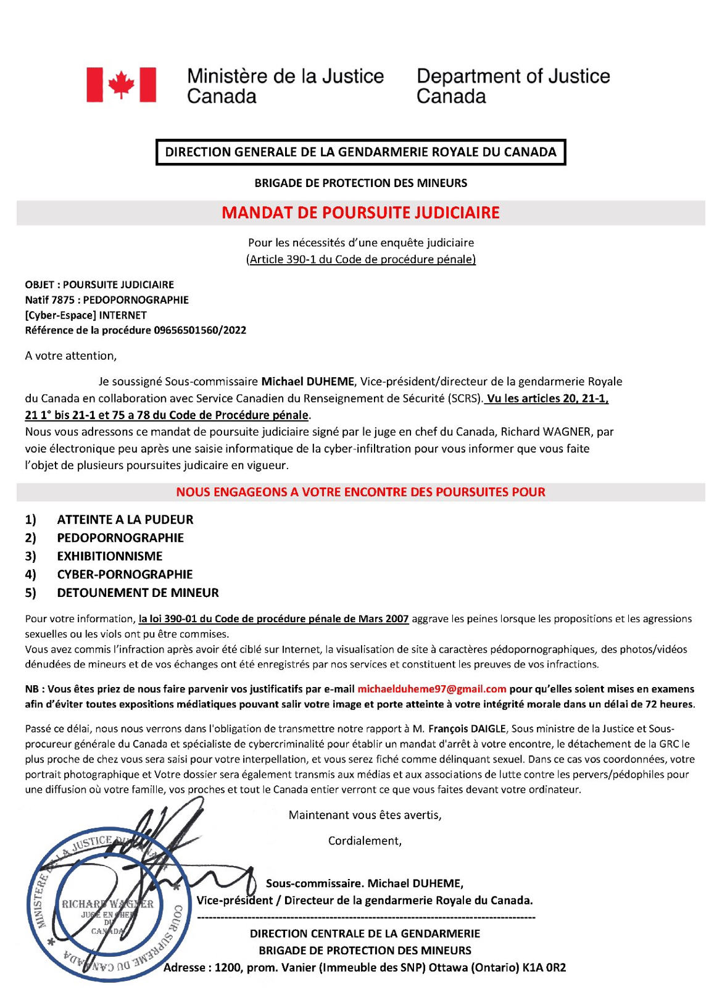 Ministère de la Justice Canada
Department of Justice Canada
DIRECTION GENERALE DE LA GENDARMERIE ROYALE DU CANADA
BRIGADE DE PROTECTION DES MINEURS
MANDAT DE POURSUITE JUDICIAIRE
Pour les nécessités d’une enquête judiciaire
(Article 390-1 du Code de procédure pénale)
OBJET : POURSUITE JUDICIAIRE
Natif 7875 : PEDOPORNOGRAPHIE
[Cyber-Espace] INTERNET
Référence de la procédure 09656501560/2022
A votre attention,
Je soussigné Sous-commissaire Michael DUHEME, Vice-président/directeur de la gendarmerie Royale
du Canada en collaboration avec Service Canadien du Renseignement de Sécurité (SCRS). Vu les articles 20, 21-1,
21 1° bis 21-1 et 75 a 78 du Code de Procédure pénale.
Nous vous adressons ce mandat de poursuite judiciaire signé par le juge en chef du Canada, Richard WAGNER, par
voie électronique peu après une saisie informatique de la cyber-infiltration pour vous informer que vous faite
l’objet de plusieurs poursuites judicaire en vigueur.
NOUS ENGAGEONS A VOTRE ENCONTRE DES POURSUITES POUR
1) ATTEINTE A LA PUDEUR
2) PEDOPORNOGRAPHIE
3) EXHIBITIONNISME
4) CYBER-PORNOGRAPHIE
5) DETOUNEMENT DE MINEUR
Pour votre information, la loi 390-01 du Code de procédure pénale de Mars 2007 aggrave les peines lorsque les propositions et les agressions
sexuelles ou les viols ont pu être commises.
Vous avez commis l’infraction après avoir été ciblé sur Internet, la visualisation de site à caractères pédopornographiques, des photos/vidéos
dénudées de mineurs et de vos échanges ont été enregistrés par nos services et constituent les preuves de vos infractions.
NB : Vous êtes priez de nous faire parvenir vos justificatifs par e-mail michaelduheme97@gmail.com pour qu’elles soient mises en examens
afin d’éviter toutes expositions médiatiques pouvant salir votre image et porte atteinte à votre intégrité morale dans un délai de 72 heures.
Passé ce délai, nous nous verrons dans l'obligation de transmettre notre rapport à M. François DAIGLE, Sous ministre de la Justice et Sous-
procureur générale du Canada et spécialiste de cybercriminalité pour établir un mandat d'arrêt à votre encontre, le détachement de la GRC le
plus proche de chez vous sera saisi pour votre interpellation, et vous serez fiché comme délinquant sexuel. Dans ce cas vos coordonnées, votre
portrait photographique et Votre dossier sera également transmis aux médias et aux associations de lutte contre les pervers/pédophiles pour
une diffusion où votre famille, vos proches et tout le Canada entier verront ce que vous faites devant votre ordinateur.
Maintenant vous êtes avertis,
Cordialement,
Sous-commissaire. Michael DUHEME,
Vice-président / Directeur de la gendarmerie Royale du Canada.
--------------------------------------------------------------------------------------
DIRECTION CENTRALE DE LA GENDARMERIE
BRIGADE DE PROTECTION DES MINEURS
Adresse : 1200, prom. Vanier (Immeuble des SNP) Ottawa (Ontario) K1A 0R2
MINISTERE DE LA JUSTICE DU CANADA
* COUR SUPREME DU CANADA *
RICHARD WAGNER
JUGE EN CHEF
DU
CANADA